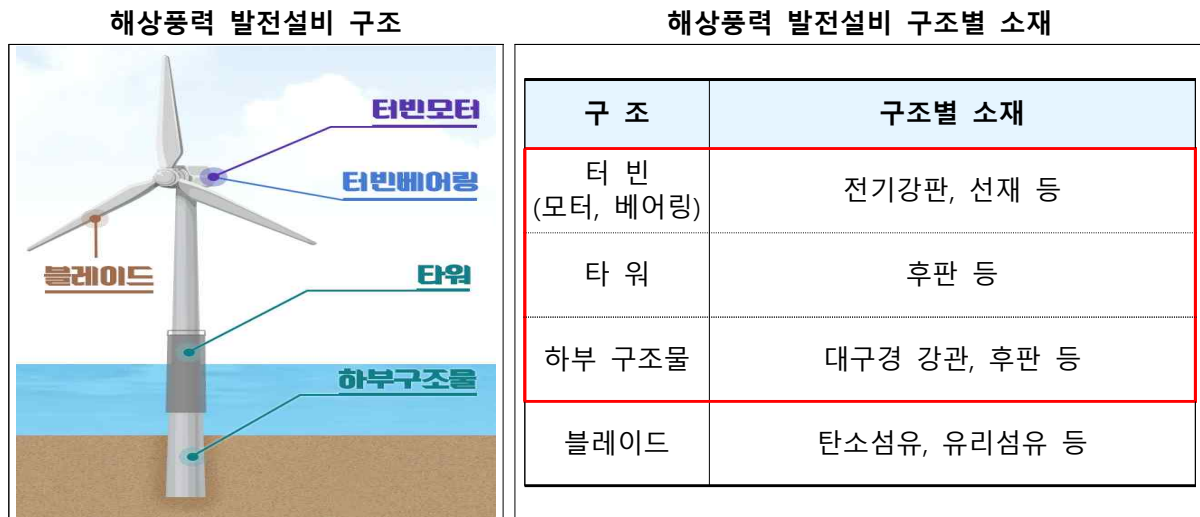 해상풍력 발전설비 구조
터빈모터
터빈베어링
블레이드
타워
하부구조물
해상풍력 발전설비 구조별 소재
구 조
구조별 소재
터 빈
(모터, 베어링)
전기강판, 선재 등
타 워
후판 등
하부 구조물
대구경 강관, 후판 등
블레이드
탄소섬유, 유리섬유 등